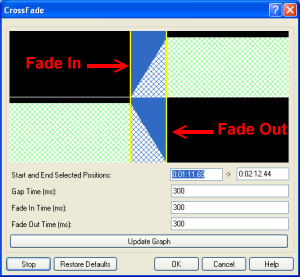 CrossFade
Fade In
Fade Out
Start and End Selected Positions: 0:01:11.69 -> 0:02:12.44
Gap Time (ms): 300
Fade In Time (ms): 300
Fade Out Time (ms): 300
Update Graph
Stop Restore Defaults OK Cancel Help